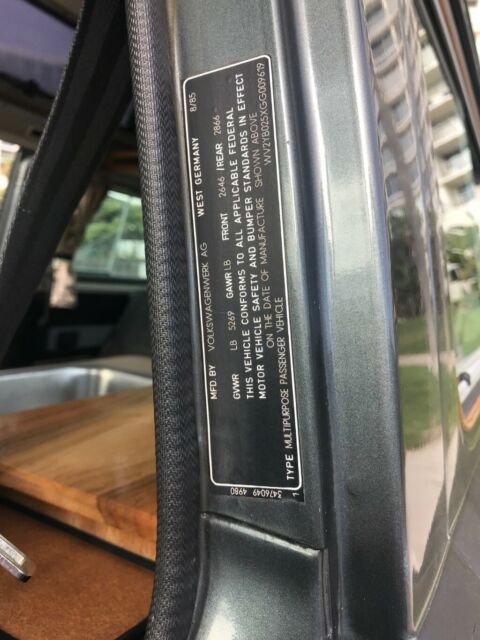 MFD. BY VOLKSWAGENWERK AG WEST GERMANY 8/85
GVWR LB 5269 GAWR LB FRONT 2646 /REAR 2866
THIS VEHICLE CONFORMS TO ALL APPLICABLE FEDERAL
MOTOR VEHICLE SAFETY AND BUMPER STANDARDS IN EFFECT
ON THE DATE OF MANUFACTURE SHOWN ABOVE
WV2YB025XGG009619
TYPE MULTIPURPOSE PASSENGER VEHICLE
3476049 4980
1